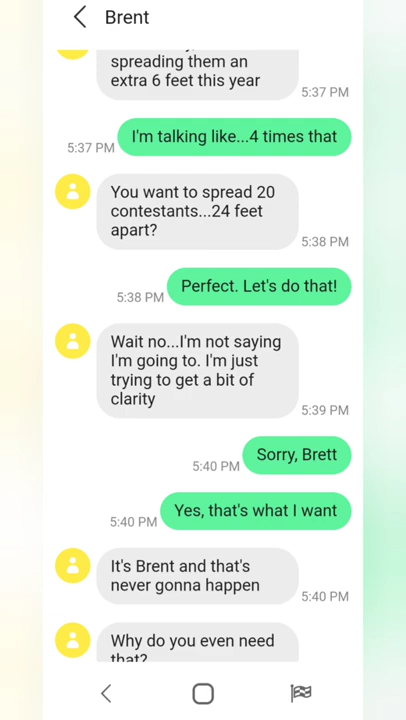 Brent
spreading them an
extra 6 feet this year
5:37 PM
I'm talking like...4 times that
5:37 PM
You want to spread 20
contestants...24 feet
apart?
5:38 PM
Perfect. Let's do that!
5:38 PM
Wait no...I'm not saying
I'm going to. I'm just
trying to get a bit of
clarity
5:39 PM
Sorry, Brett
5:40 PM
Yes, that's what I want
5:40 PM
It's Brent and that's
never gonna happen
5:40 PM
Why do you even need
that?